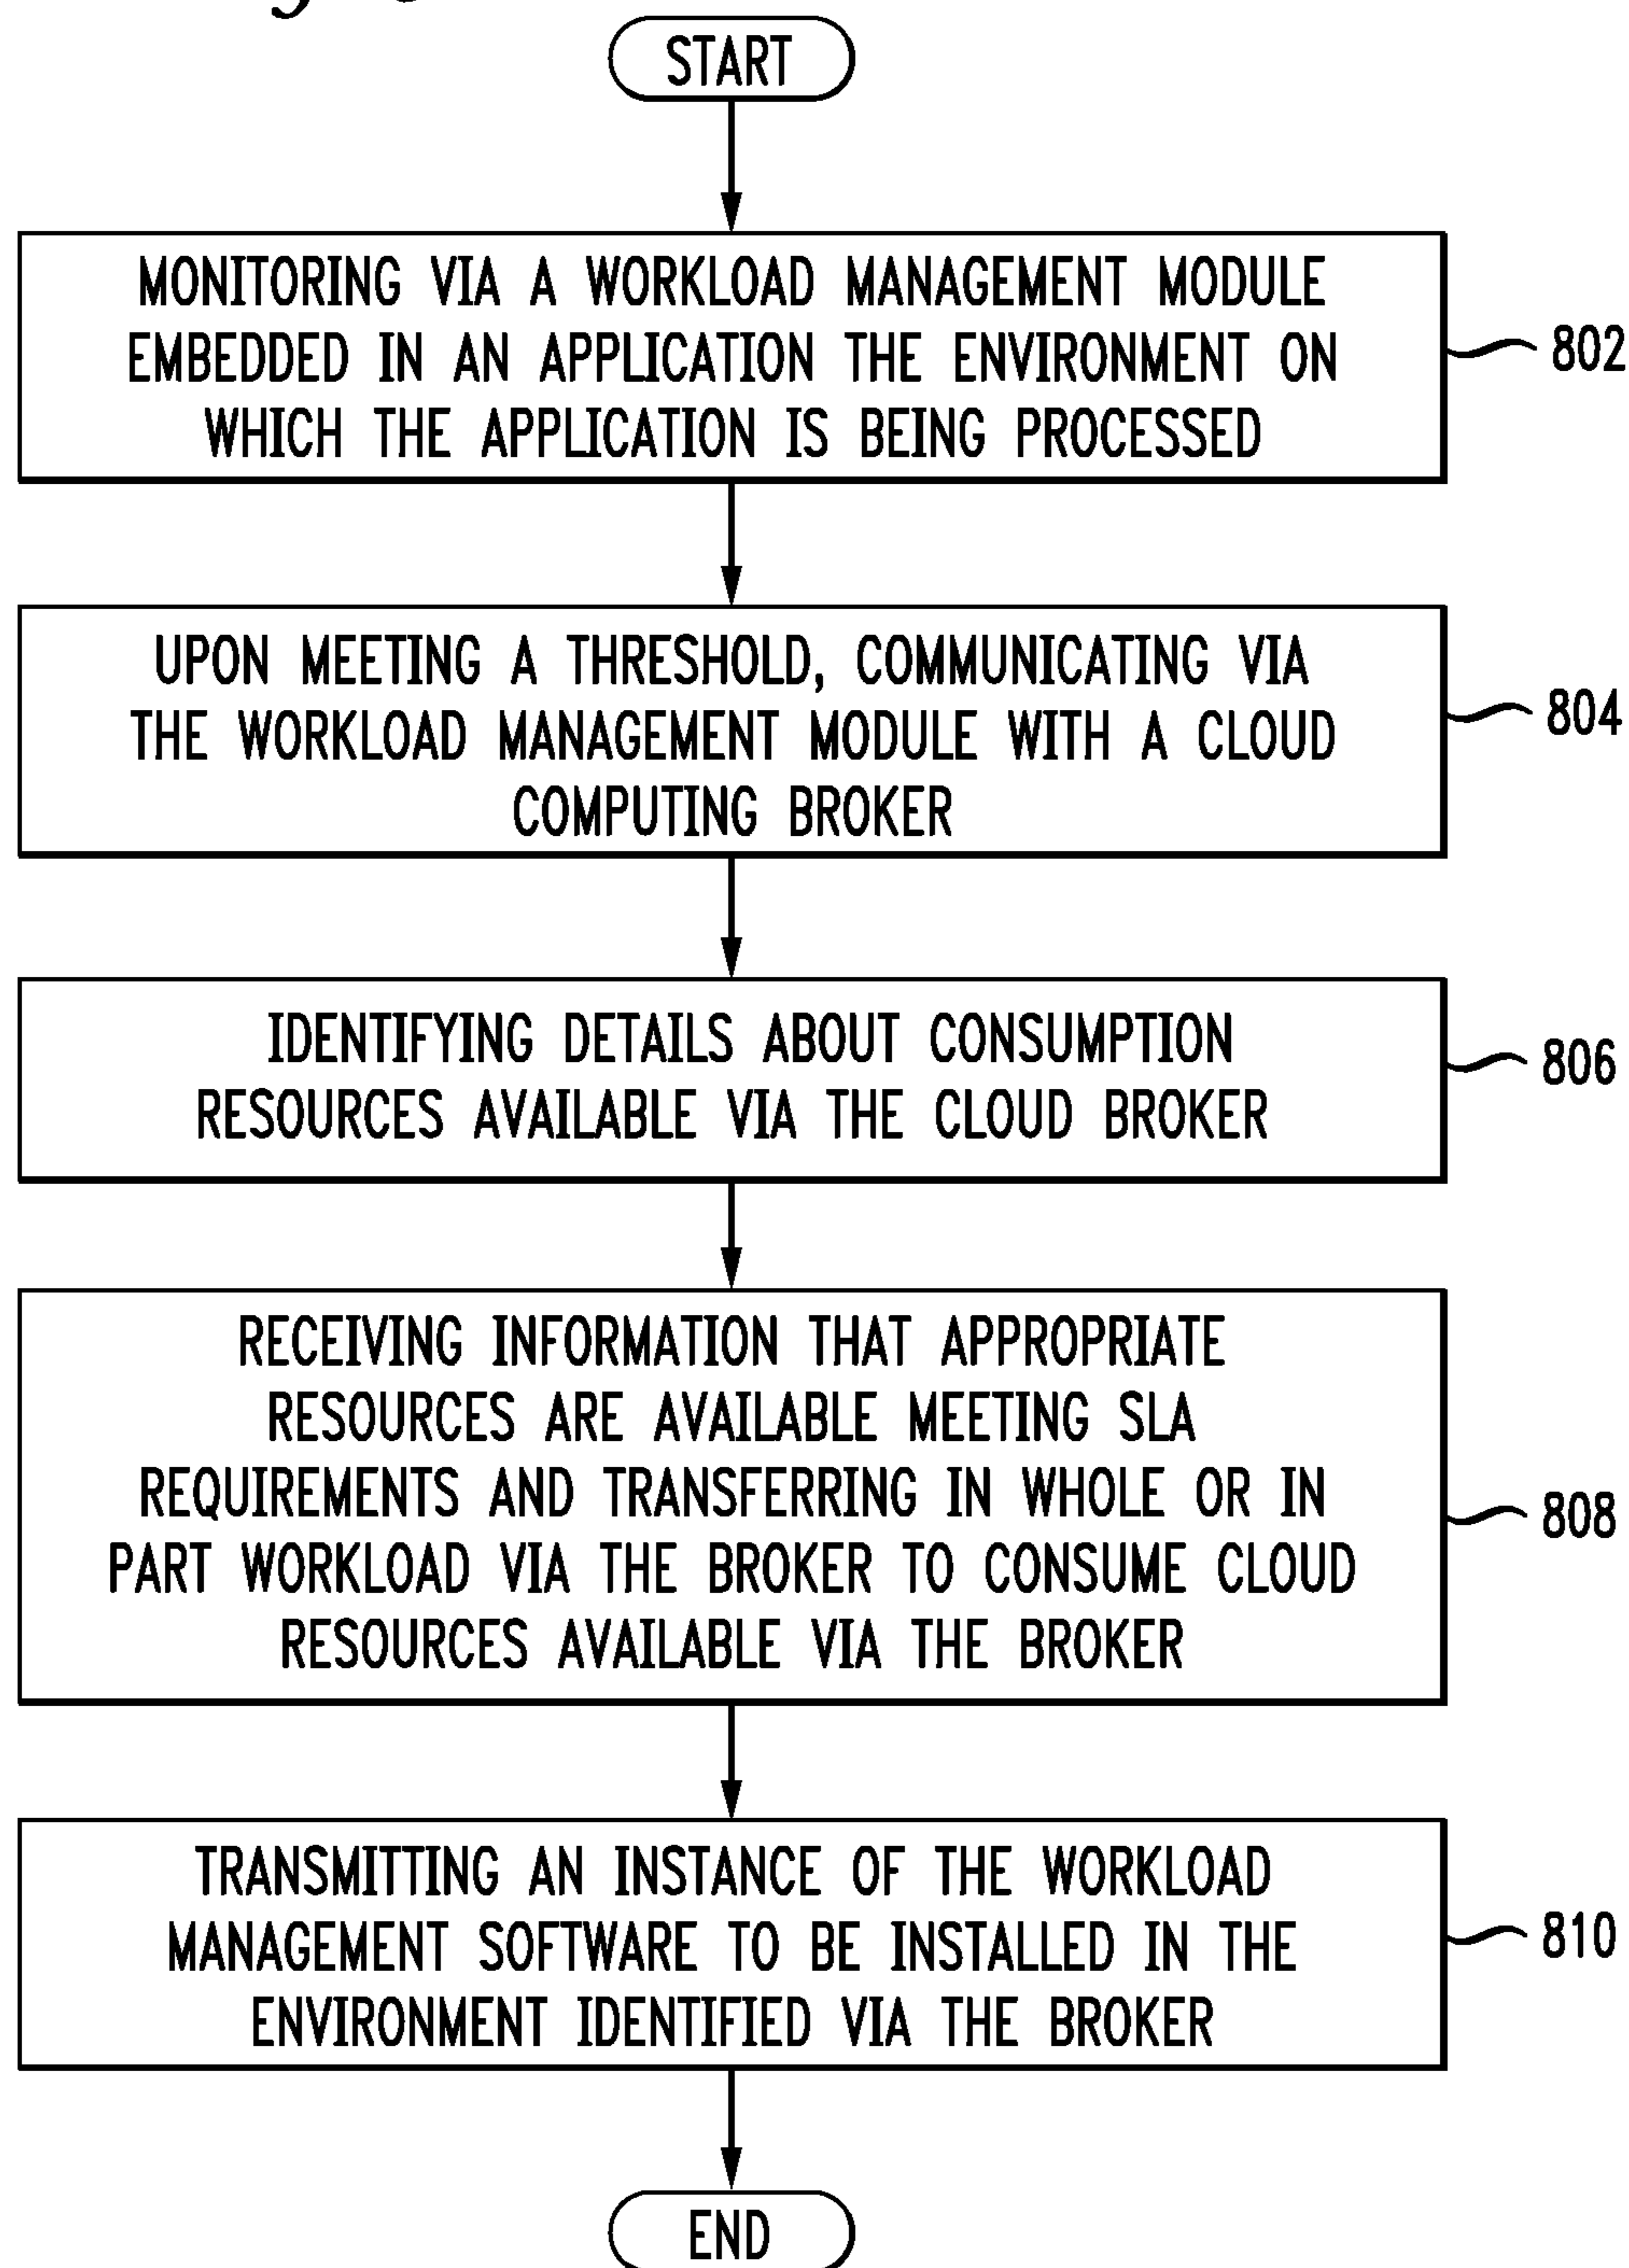 START
MONITORING VIA A WORKLOAD MANAGEMENT MODULE
EMBEDDED IN AN APPLICATION THE ENVIRONMENT ON
WHICH THE APPLICATION IS BEING PROCESSED
802
UPON MEETING A THRESHOLD, COMMUNICATING VIA
THE WORKLOAD MANAGEMENT MODULE WITH A CLOUD
COMPUTING BROKER
804
IDENTIFYING DETAILS ABOUT CONSUMPTION
RESOURCES AVAILABLE VIA THE CLOUD BROKER
806
RECEIVING INFORMATION THAT APPROPRIATE
RESOURCES ARE AVAILABLE MEETING SLA
REQUIREMENTS AND TRANSFERRING IN WHOLE OR IN
PART WORKLOAD VIA THE BROKER TO CONSUME CLOUD
RESOURCES AVAILABLE VIA THE BROKER
808
TRANSMITTING AN INSTANCE OF THE WORKLOAD
MANAGEMENT SOFTWARE TO BE INSTALLED IN THE
ENVIRONMENT IDENTIFIED VIA THE BROKER
810
END